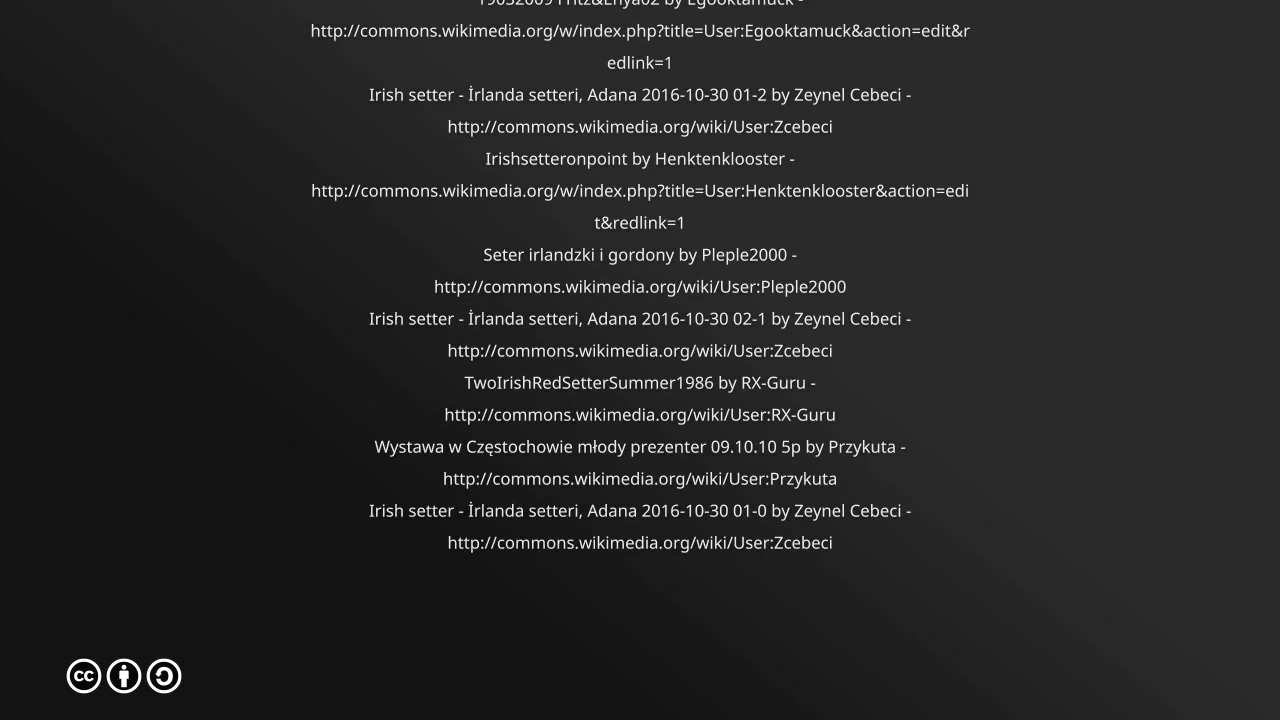 19032009 Fritz&Enya02 by Egooktamuck -
http://commons.wikimedia.org/w/index.php?title=User:Egooktamuck&action=edit&r
edlink=1
Irish setter - İrlanda setteri, Adana 2016-10-30 01-2 by Zeynel Cebeci -
http://commons.wikimedia.org/wiki/User:Zcebeci
Irishsetteronpoint by Henktenklooster -
http://commons.wikimedia.org/w/index.php?title=User:Henktenklooster&action=edi
t&redlink=1
Seter irlandzki i gordony by Pleple2000 -
http://commons.wikimedia.org/wiki/User:Pleple2000
Irish setter - İrlanda setteri, Adana 2016-10-30 02-1 by Zeynel Cebeci -
http://commons.wikimedia.org/wiki/User:Zcebeci
TwoIrishRedSetterSummer1986 by RX-Guru -
http://commons.wikimedia.org/wiki/User:RX-Guru
Wystawa w Częstochowie młody prezenter 09.10.10 5p by Przykuta -
http://commons.wikimedia.org/wiki/User:Przykuta
Irish setter - İrlanda setteri, Adana 2016-10-30 01-0 by Zeynel Cebeci -
http://commons.wikimedia.org/wiki/User:Zcebeci
cc